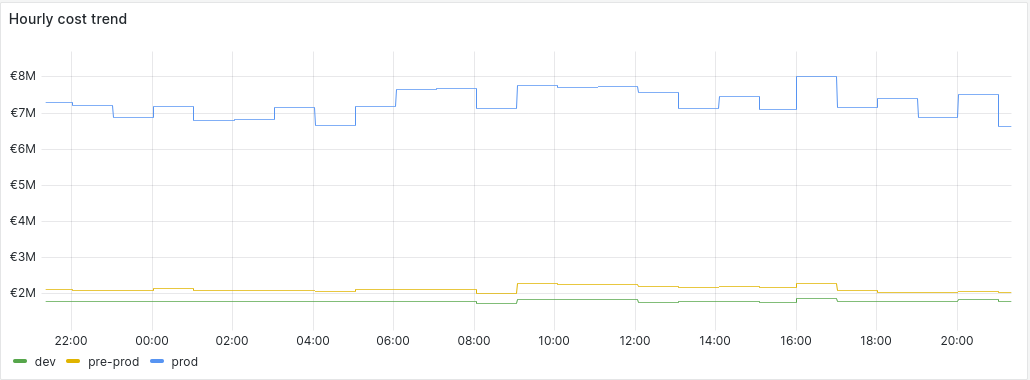 Hourly cost trend
€8M
€7M
€6M
€5M
€4M
€3M
€2M
22:00 00:00 02:00 04:00 06:00 08:00 10:00 12:00 14:00 16:00 18:00 20:00
dev pre-prod prod